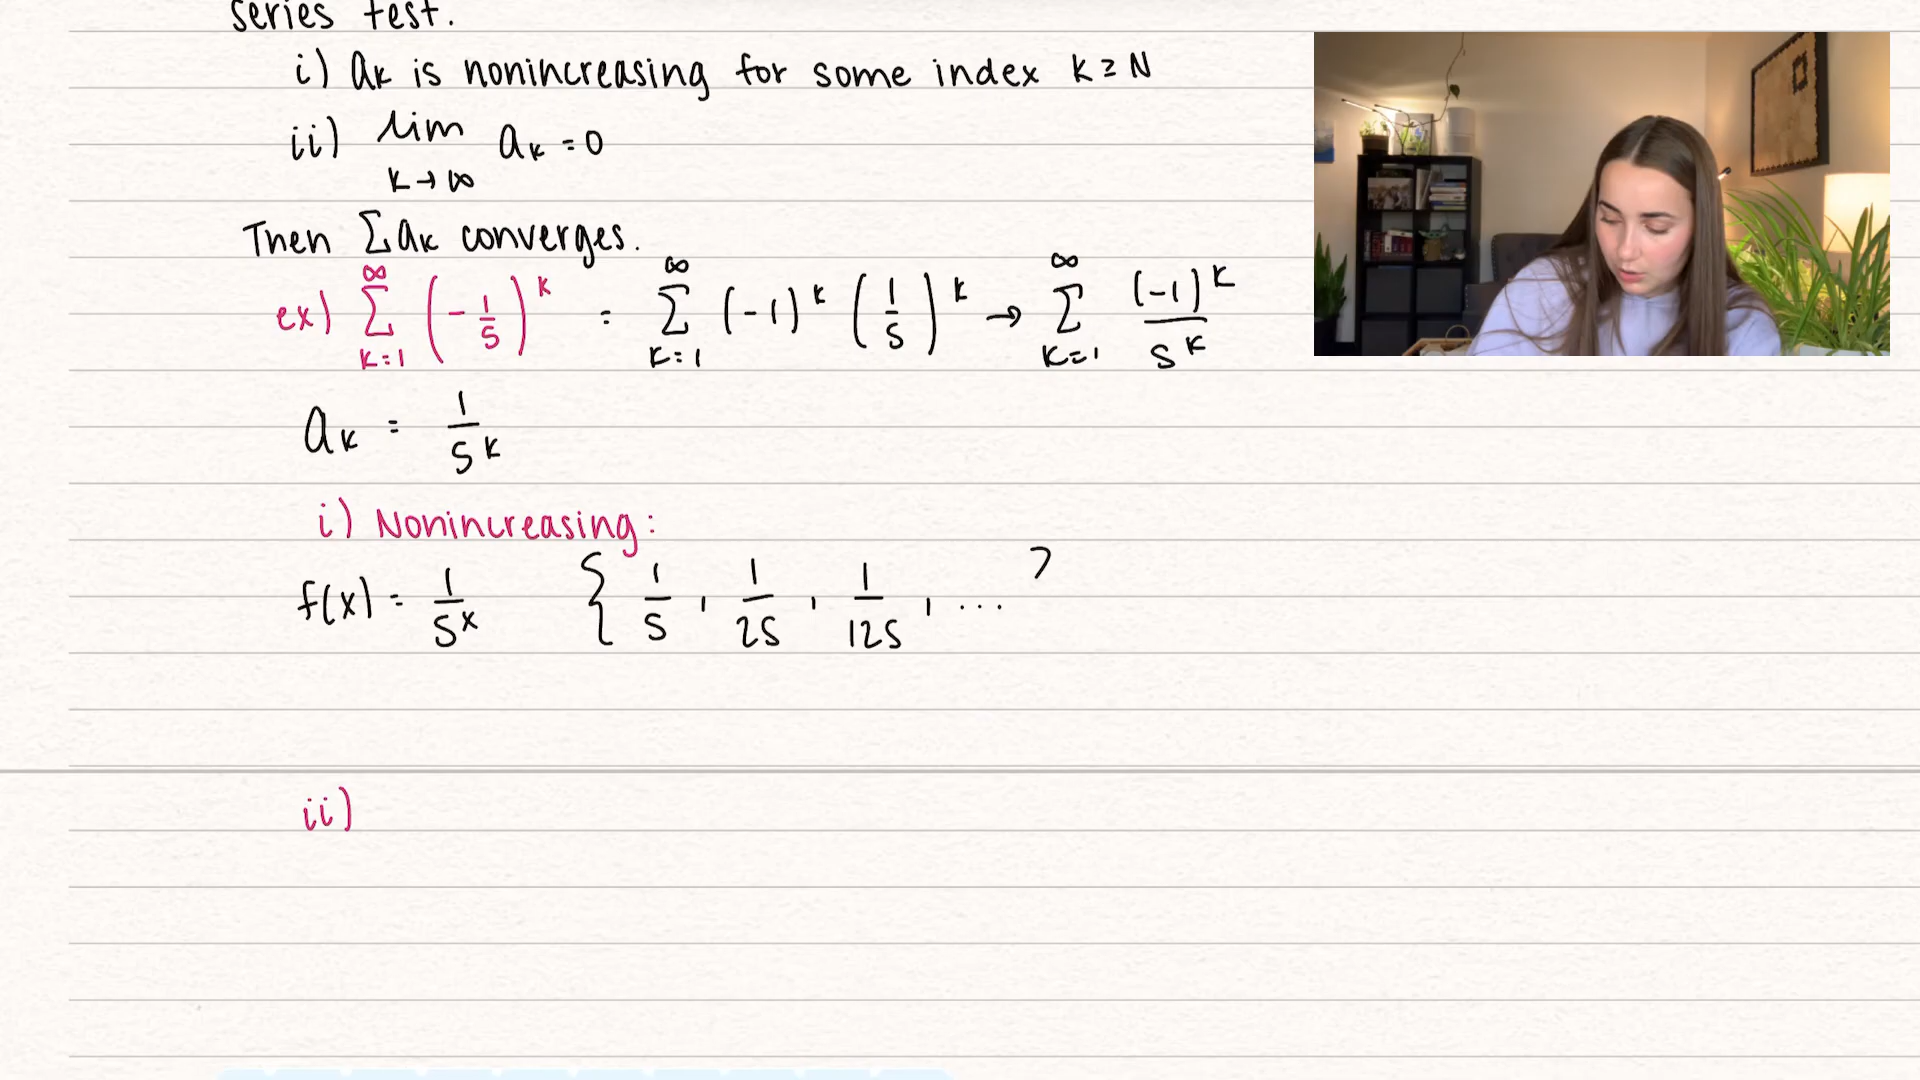 series test.
i) aₖ is nonincreasing for some index k ≥ N
ii) lim aₖ = 0
k → ∞
Then ∑aₖ converges.
ex) ∑_{k=1}^{∞} (-1/5)^k = ∑_{k=1}^{∞} (-1)^k (1/5)^k → ∑_{k=1}^{∞} (-1)^k / 5^k
aₖ = 1/5^k
i) Nonincreasing:
f(x) = 1/5^x { 1/5 , 1/25 , 1/125 , ...
ii)